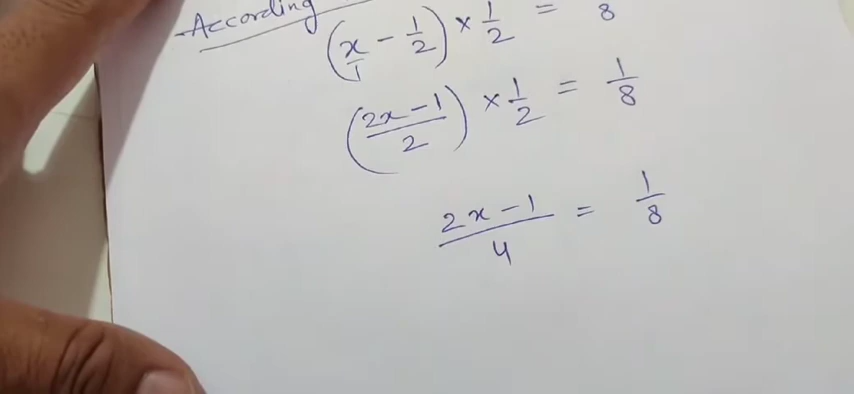 According
(x/1 - 1/2) × 1/2 = 8
((2x - 1)/2) × 1/2 = 1/8
(2x - 1)/4 = 1/8